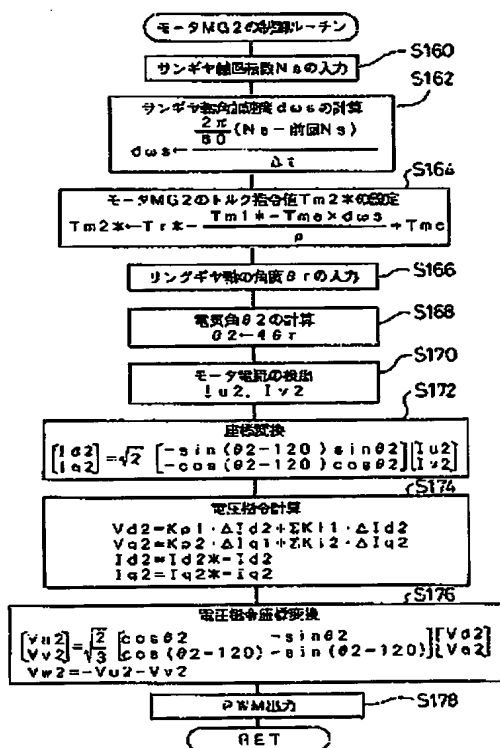 モータMG2の制御ルーチン
S160
サンギヤ軸回転数Nsの入力
S162
サンギヤ軸角加速度dωsの計算
dωs← 2π/60 (Ns-前回Ns) / Δt
S164
モータMG2のトルク指令値Tm2*の設定
Tm2*←Tr*- Tm1*-Tme×dωs / ρ +Tmc
S166
リングギヤ軸の角度θrの入力
S168
電気角θ2の計算
θ2←4θr
S170
モータ電流の検出
Iu2, Iv2
S172
座標変換
[Id2 Iq2]=√2 [-sin(θ2-120) sinθ2 -cos(θ2-120) cosθ2][Iu2 Iv2]
S174
電圧指令計算
Vd2=Kp1・ΔId2+ΣKi1・ΔId2
Vq2=Kp2・ΔIq1+ΣKi2・ΔIq2
Id2=Id2*-Id2
Iq2=Iq2*-Iq2
S176
電圧指令座標変換
[Vu2 Vv2]=√2/√3 [cosθ2 -sinθ2 cos(θ2-120) -sin(θ2-120)][Vd2 Vq2]
Vw2=-Vu2-Vv2
S178
PWM出力
RET